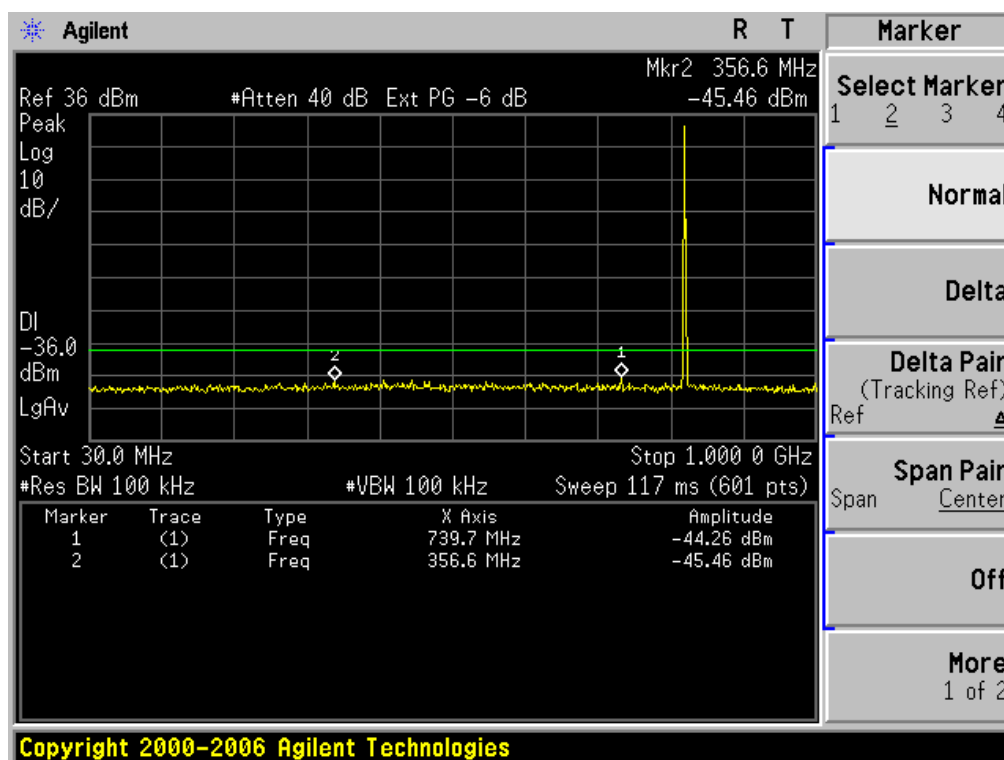 Agilent R T
Mkr2 356.6 MHz
Ref 36 dBm #Atten 40 dB Ext PG -6 dB -45.46 dBm
Peak
Log
10
dB/
DI
-36.0
dBm
LgAv
2
1
Start 30.0 MHz Stop 1.000 0 GHz
#Res BW 100 kHz #VBW 100 kHz Sweep 117 ms (601 pts)
Marker Trace Type X Axis Amplitude
1 (1) Freq 739.7 MHz -44.26 dBm
2 (1) Freq 356.6 MHz -45.46 dBm
Copyright 2000-2006 Agilent Technologies
Marker
Select Marker
1 2 3 4
Normal
Delta
Delta Pair
(Tracking Ref)
Ref Δ
Span Pair
Span Center
Off
More
1 of 2